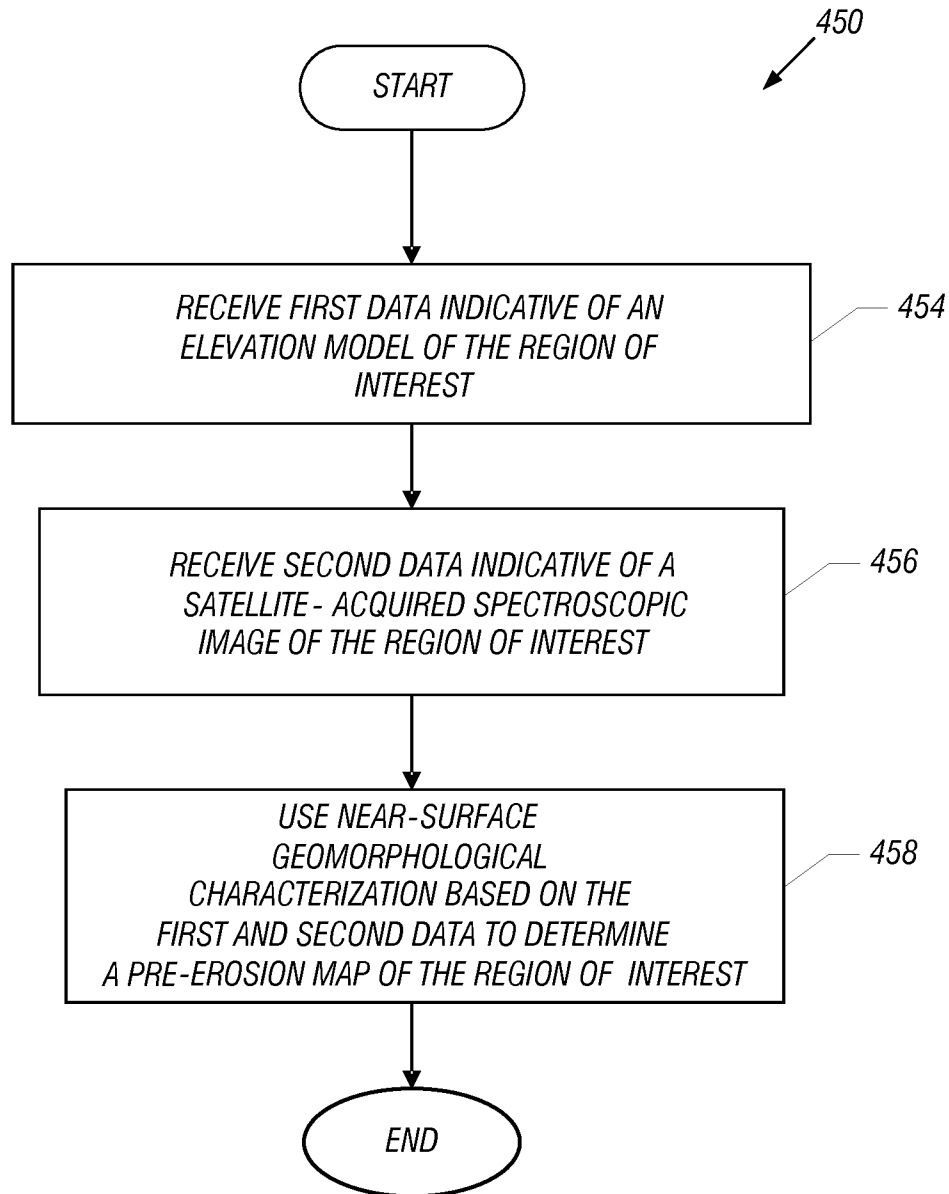 450
START
RECEIVE FIRST DATA INDICATIVE OF AN
ELEVATION MODEL OF THE REGION OF
INTEREST
454
RECEIVE SECOND DATA INDICATIVE OF A
SATELLITE- ACQUIRED SPECTROSCOPIC
IMAGE OF THE REGION OF INTEREST
456
USE NEAR-SURFACE
GEOMORPHOLOGICAL
CHARACTERIZATION BASED ON THE
FIRST AND SECOND DATA TO DETERMINE
A PRE-EROSION MAP OF THE REGION OF INTEREST
458
END